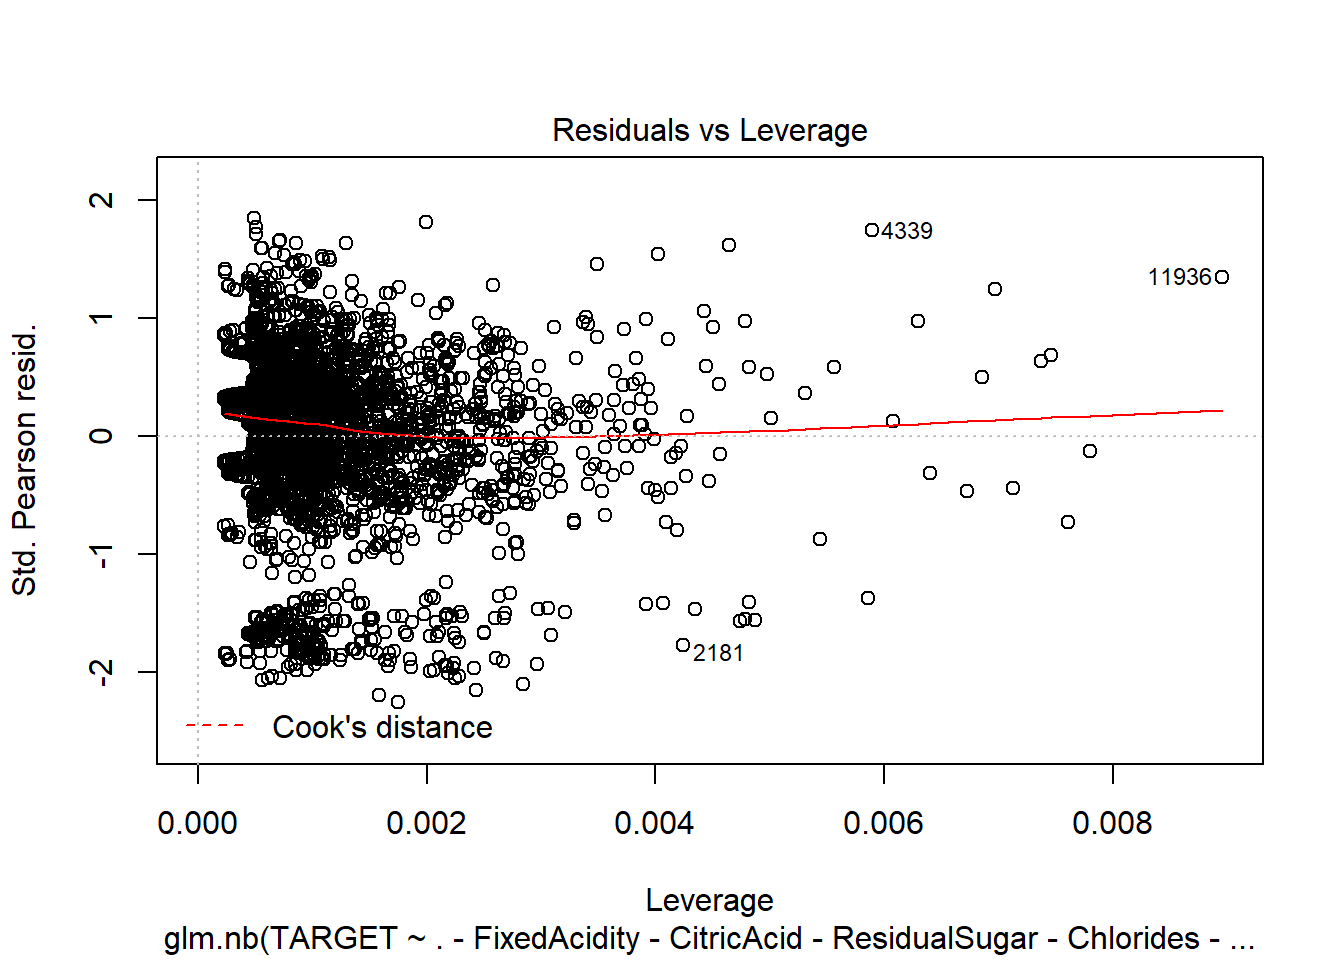 Residuals vs Leverage
Std. Pearson resid.
2
1
0
-1
-2
4339
11936
2181
Cook's distance
0.000 0.002 0.004 0.006 0.008
Leverage
glm.nb(TARGET ~ . - FixedAcidity - CitricAcid - ResidualSugar - Chlorides - ...